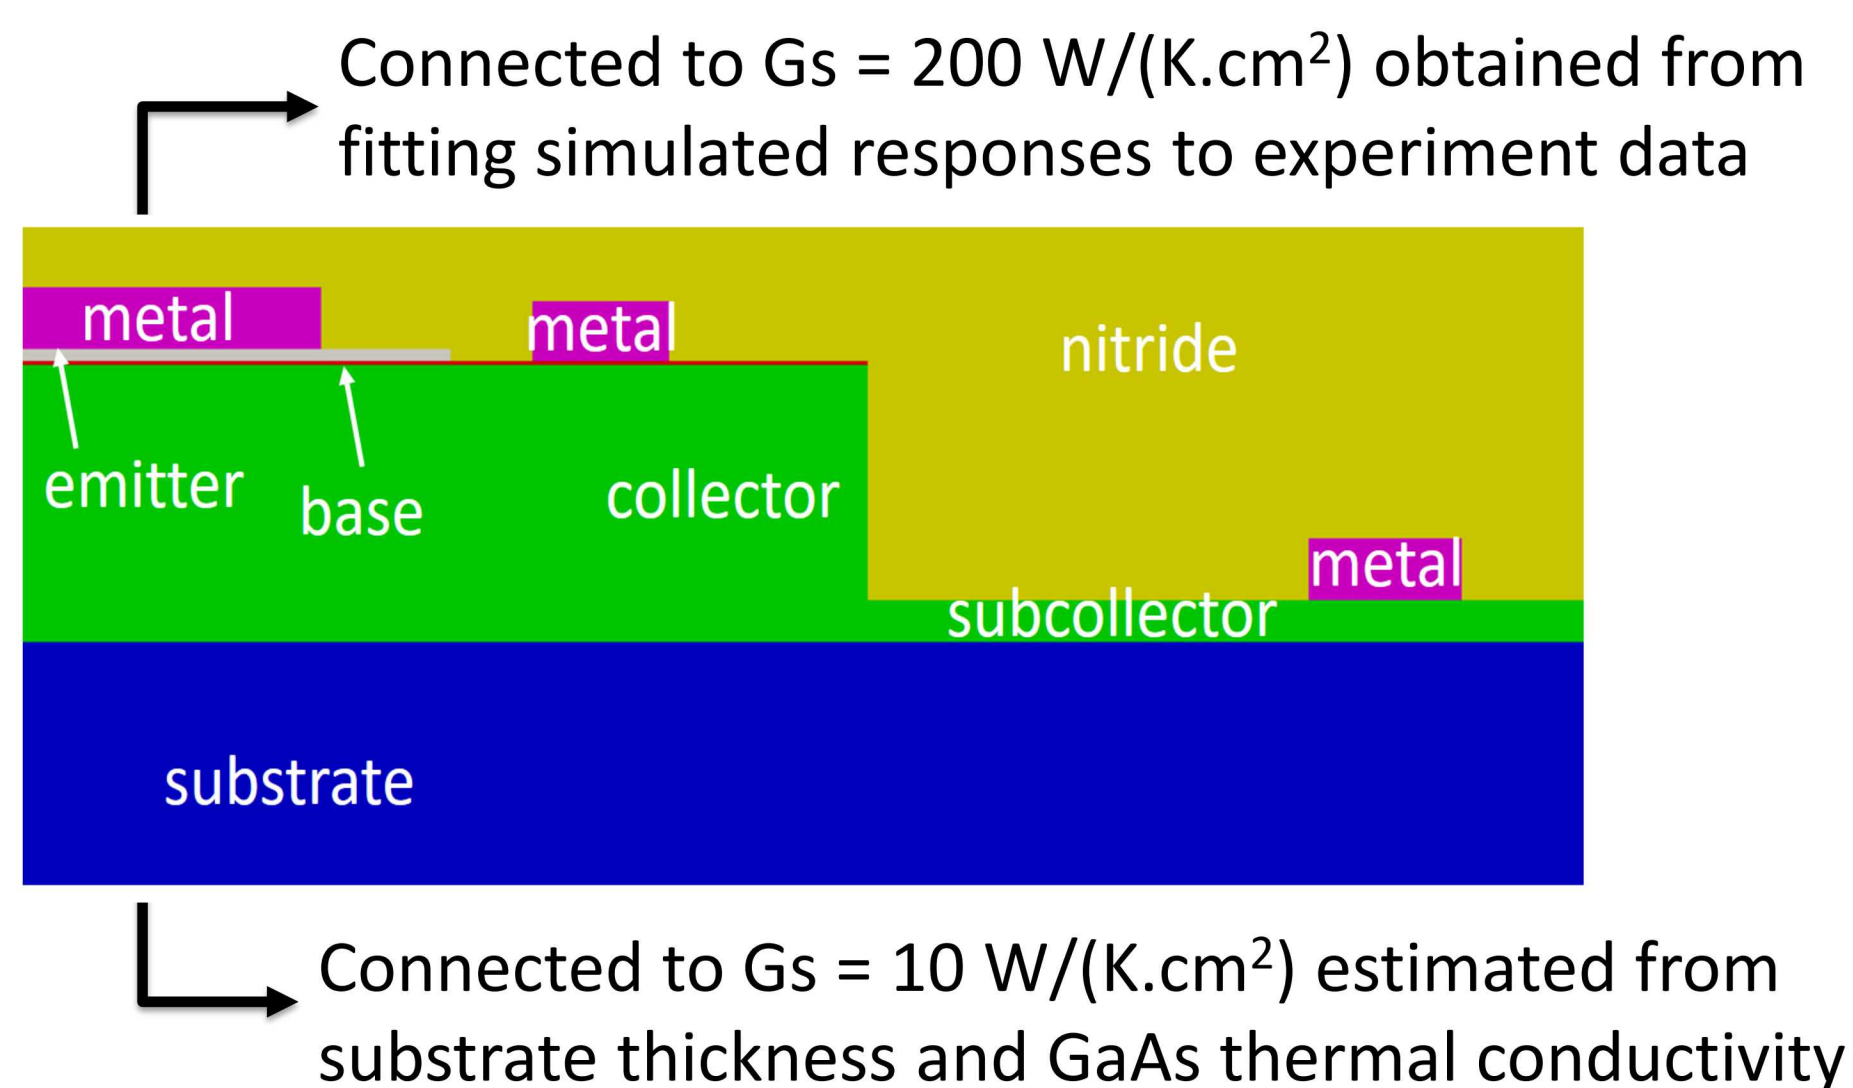 Connected to Gs = 200 W/(K.cm²) obtained from
fitting simulated responses to experiment data
metal
metal
nitride
emitter
base
collector
metal
subcollector
substrate
Connected to Gs = 10 W/(K.cm²) estimated from
substrate thickness and GaAs thermal conductivity